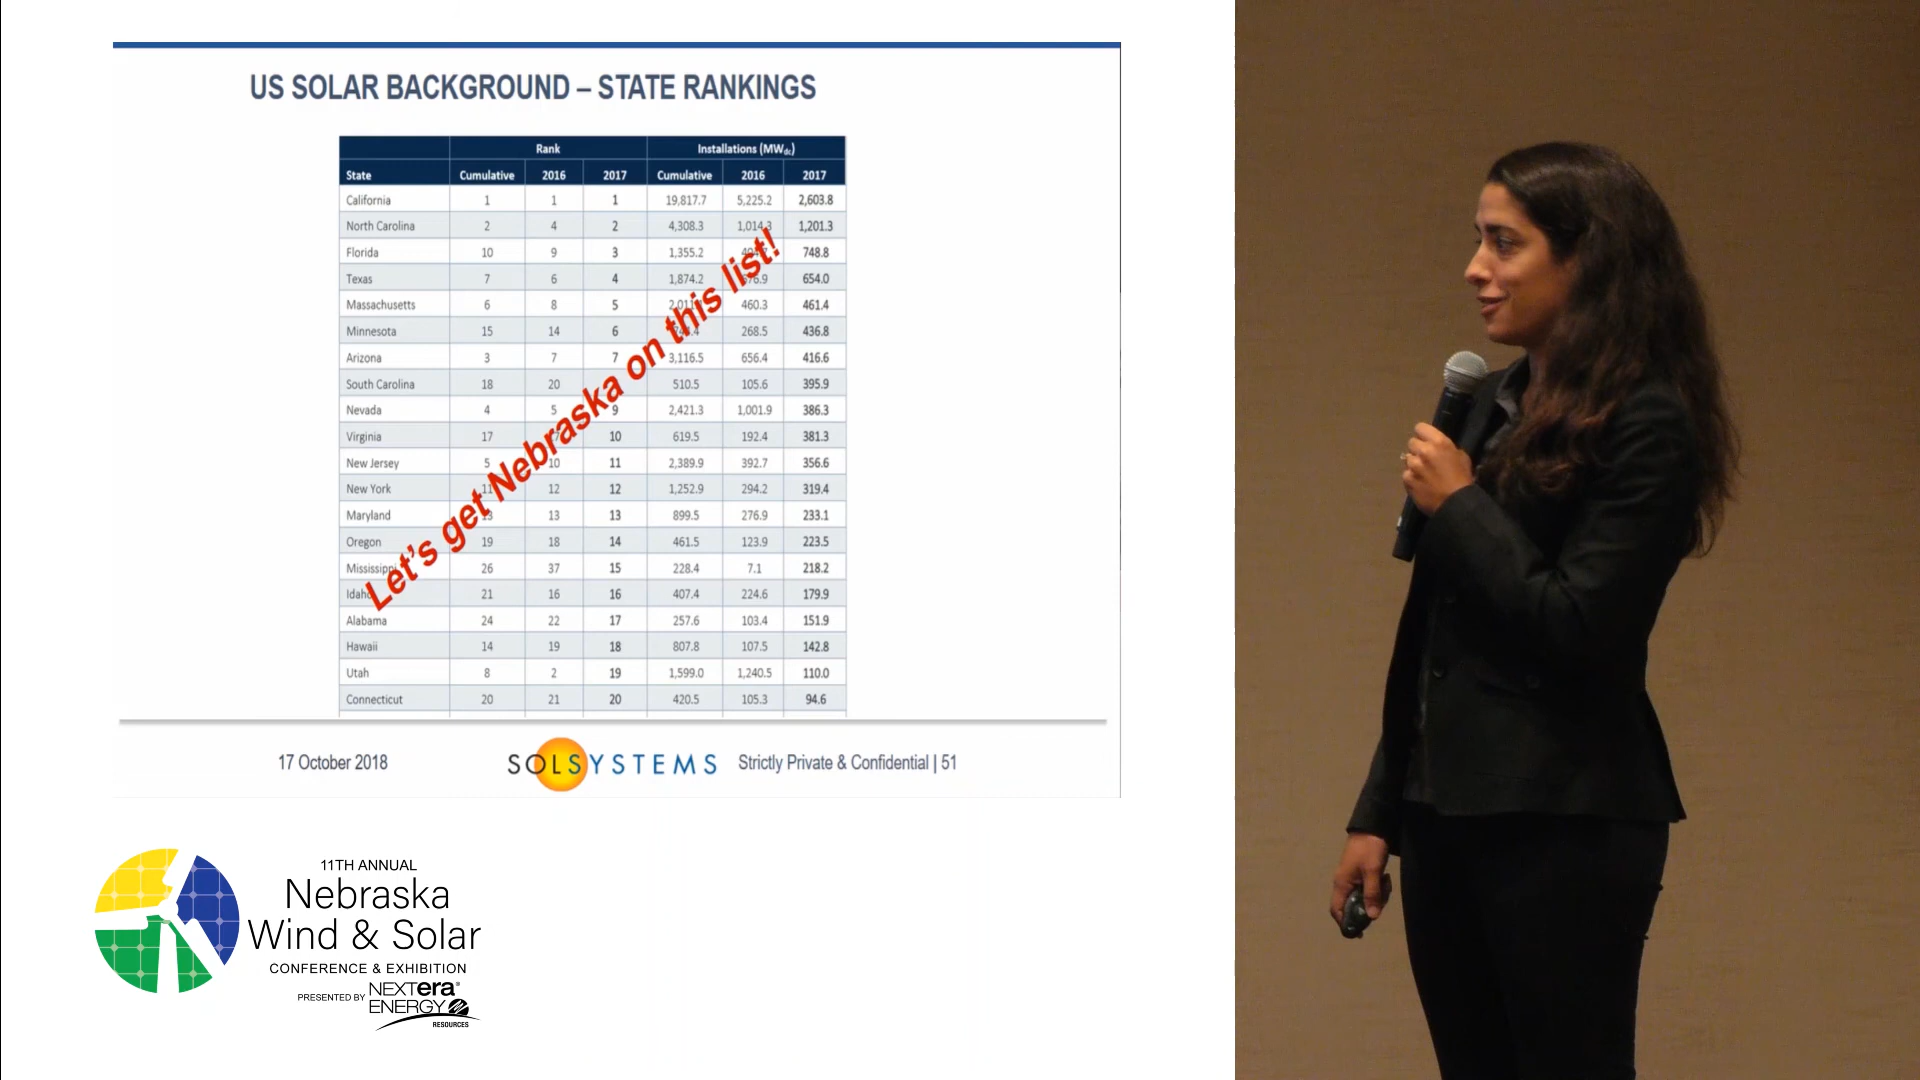 US SOLAR BACKGROUND – STATE RANKINGS
Rank Installations (MWdc)
State Cumulative 2016 2017 Cumulative 2016 2017
California 1 1 1 19,817.7 5,225.2 2,603.8
North Carolina 2 4 2 4,308.3 1,014.3 1,201.3
Florida 10 9 3 1,355.2 748.8
Texas 7 6 4 1,874.2 654.0
Massachusetts 6 8 5 460.3 461.4
Minnesota 15 14 6 268.5 436.8
Arizona 3 7 7 3,116.5 656.4 416.6
South Carolina 18 20 510.5 105.6 395.9
Nevada 4 5 9 2,421.3 1,001.9 386.3
Virginia 17 10 619.5 192.4 381.3
New Jersey 5 10 11 2,389.9 392.7 356.6
New York 11 12 12 1,252.9 294.2 319.4
Maryland 13 13 13 899.5 276.9 233.1
Oregon 19 18 14 461.5 123.9 223.5
Mississippi 26 37 15 228.4 7.1 218.2
Idaho 21 16 16 407.4 224.6 179.9
Alabama 24 22 17 257.6 103.4 151.9
Hawaii 14 19 18 807.8 107.5 142.8
Utah 8 2 19 1,599.0 1,240.5 110.0
Connecticut 20 21 20 420.5 105.3 94.6
Let's get Nebraska on this list!
17 October 2018 SOLSYSTEMS Strictly Private & Confidential | 51
11TH ANNUAL
Nebraska
Wind & Solar
CONFERENCE & EXHIBITION
PRESENTED BY NEXTera®
ENERGY
RESOURCES